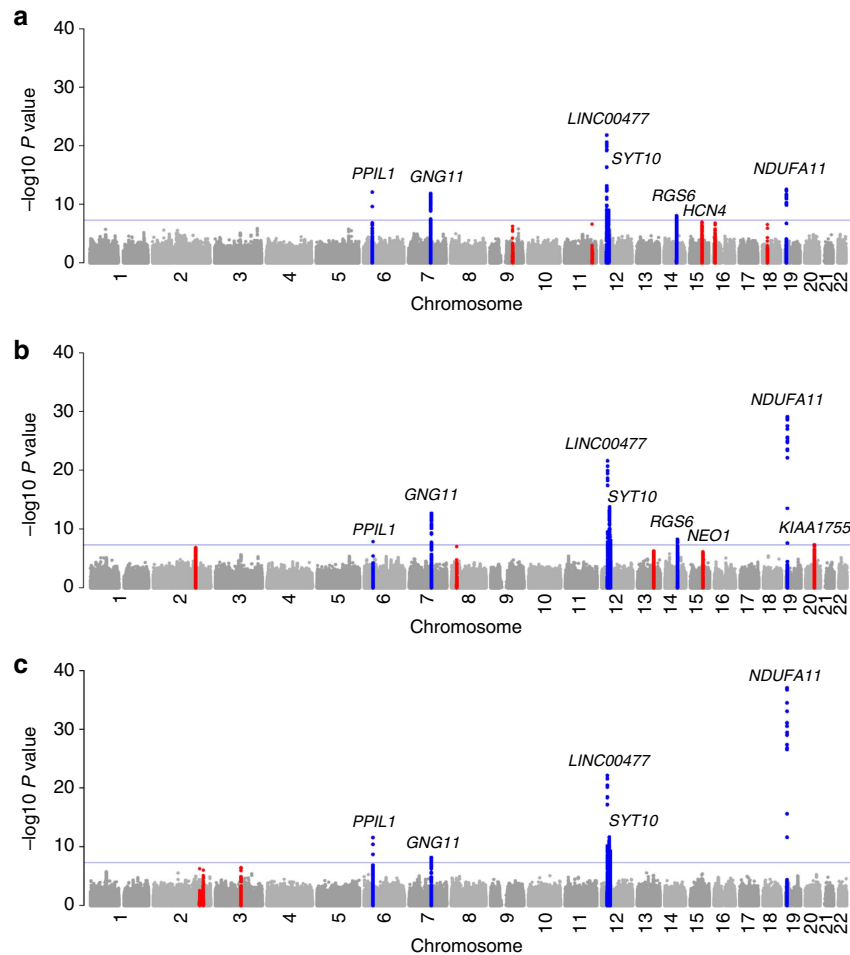 a
40
30
20
10
0
–log10 P value
PPIL1
GNG11
LINC00477
SYT10
RGS6
HCN4
NDUFA11
1 2 3 4 5 6 7 8 9 10 11 12 13 14 15 16 17 18 19 20 21 22
Chromosome
b
40
30
20
10
0
–log10 P value
PPIL1
GNG11
LINC00477
SYT10
RGS6
NEO1
NDUFA11
KIAA1755
1 2 3 4 5 6 7 8 9 10 11 12 13 14 15 16 17 18 19 20 21 22
Chromosome
c
40
30
20
10
0
–log10 P value
PPIL1
GNG11
LINC00477
SYT10
NDUFA11
1 2 3 4 5 6 7 8 9 10 11 12 13 14 15 16 17 18 19 20 21 22
Chromosome